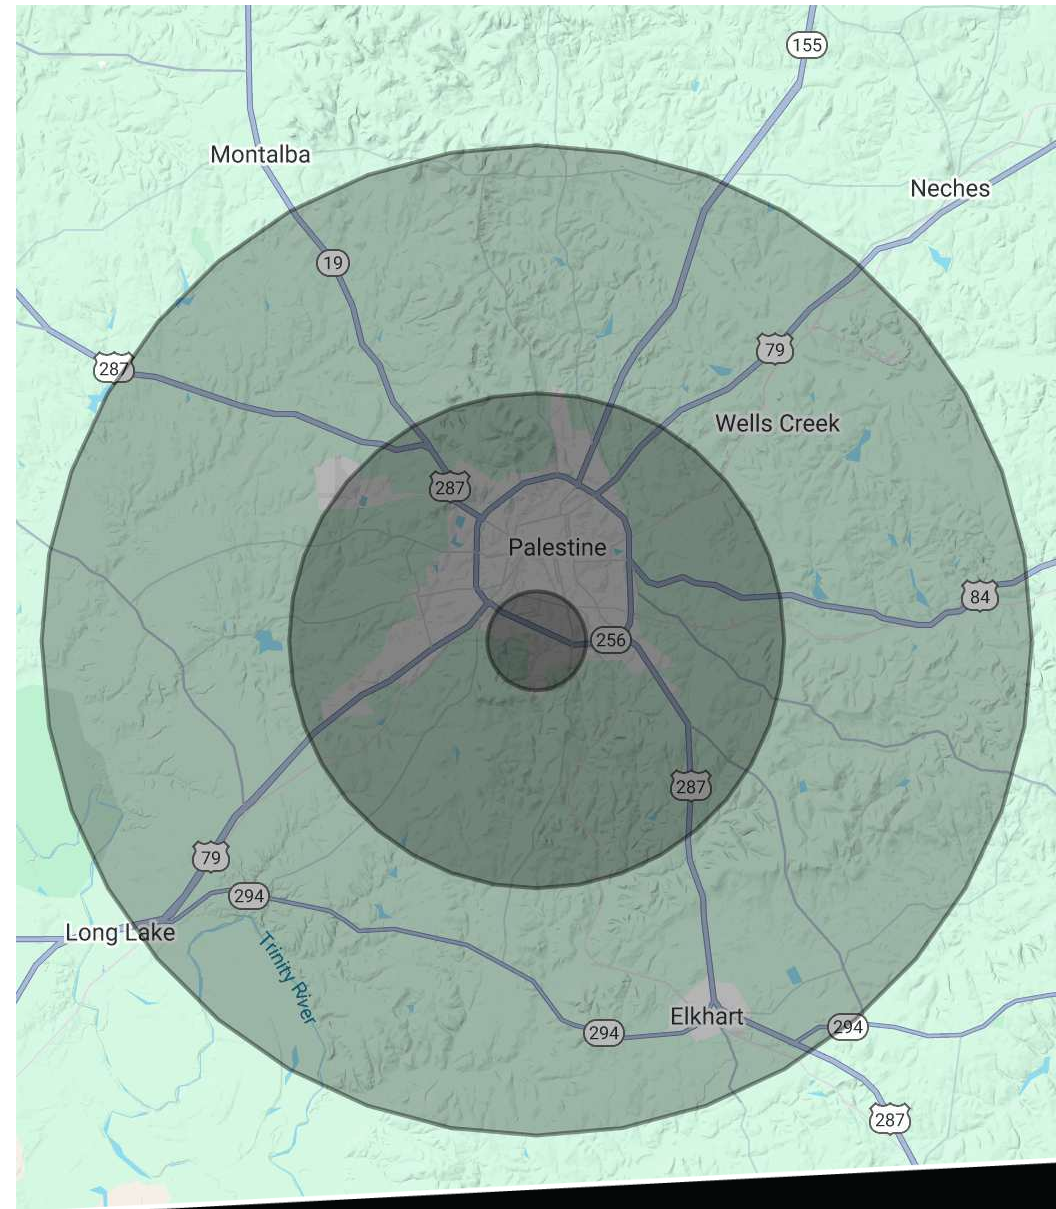 155
Montalba
Neches
19
79
287
Wells Creek
287
Palestine
84
256
287
79
294
Long Lake
Trinity River
Elkhart
294
294
287